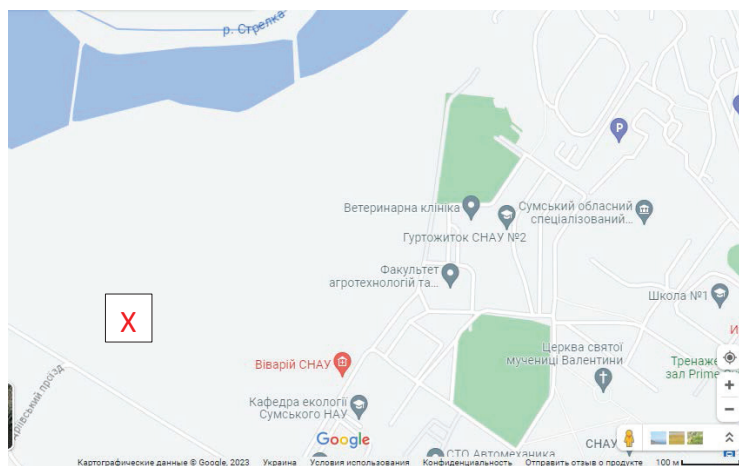 р. Стрелка
P
Ветеринарна клініка
Сумський обласний
спеціалізований...
Гуртожиток СНАУ №2
Факультет
агротехнологій та...
Школа №1
X
И
Церква святої
мучениці Валентини
Тренаже
зал Prime
Віварій СНАУ
Кафедра екології
Сумського НАУ
Google
СТО Автомеханика
СНАУ
Картографические данные © Google, 2023 Украина Условия использования Конфиденциальность Отправить отзыв о продукте 100 м